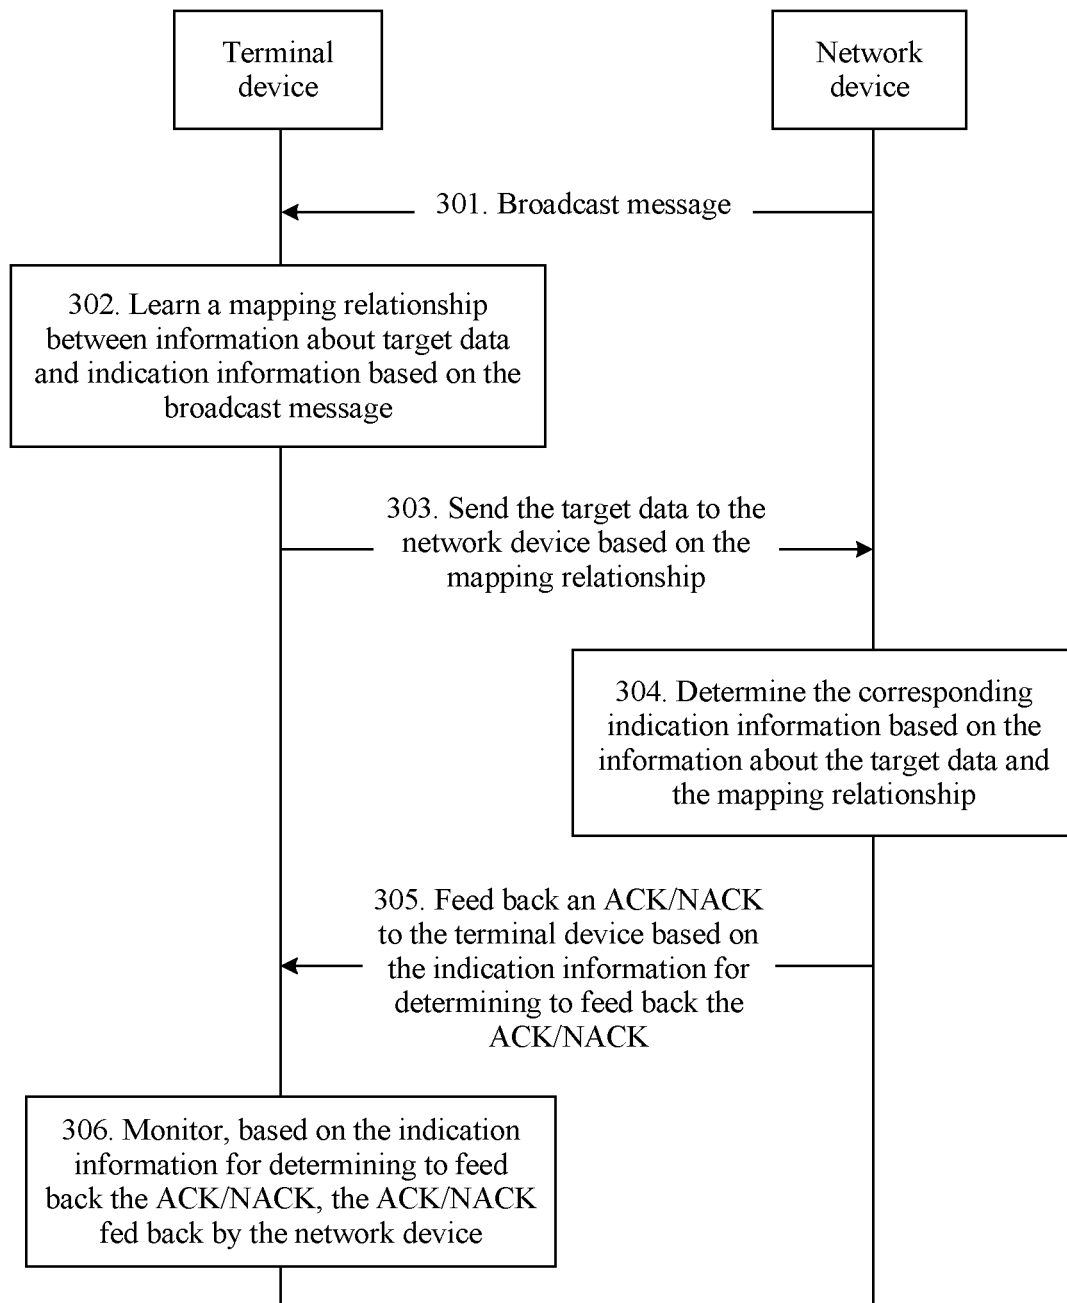 Terminal
device
Network
device
301. Broadcast message
302. Learn a mapping relationship
between information about target data
and indication information based on the
broadcast message
303. Send the target data to the
network device based on the
mapping relationship
304. Determine the corresponding
indication information based on the
information about the target data and
the mapping relationship
305. Feed back an ACK/NACK
to the terminal device based on
the indication information for
determining to feed back the
ACK/NACK
306. Monitor, based on the indication
information for determining to feed
back the ACK/NACK, the ACK/NACK
fed back by the network device